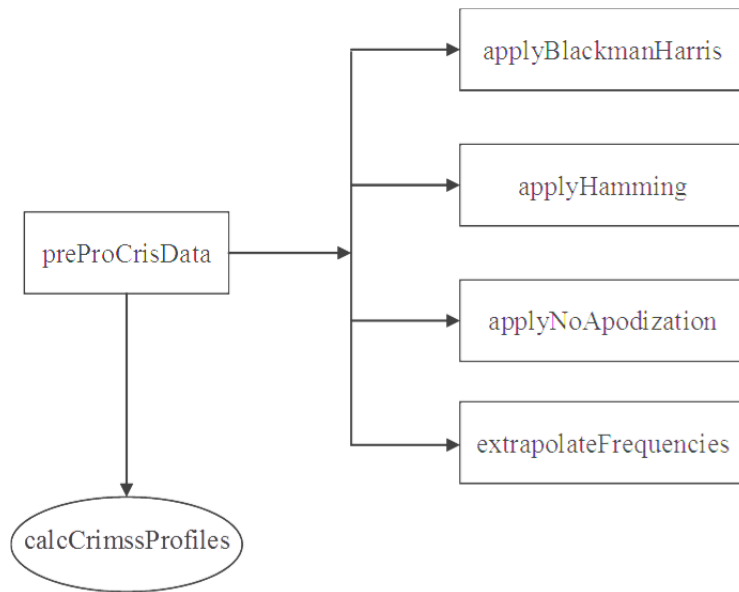 applyBlackmanHarris
applyHamming
preProCrisData
applyNoApodization
extrapolateFrequencies
calcCrimssProfiles